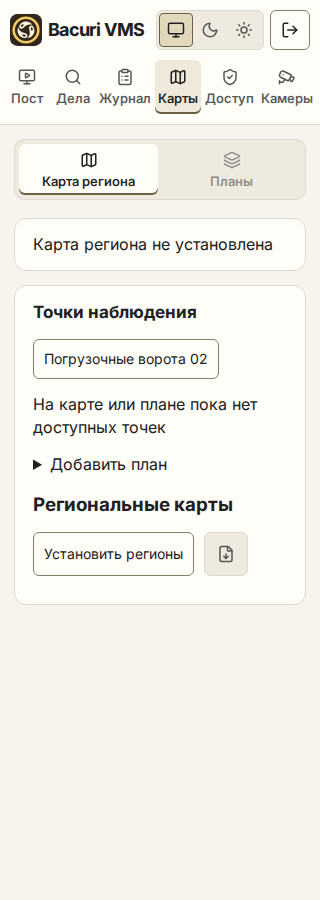 Bacuri VMS
Пост Дела Журнал Карты Доступ Камеры
Карта региона Планы
Карта региона не установлена
Точки наблюдения
Погрузочные ворота 02
На карте или плане пока нет
доступных точек
Добавить план
Региональные карты
Установить регионы